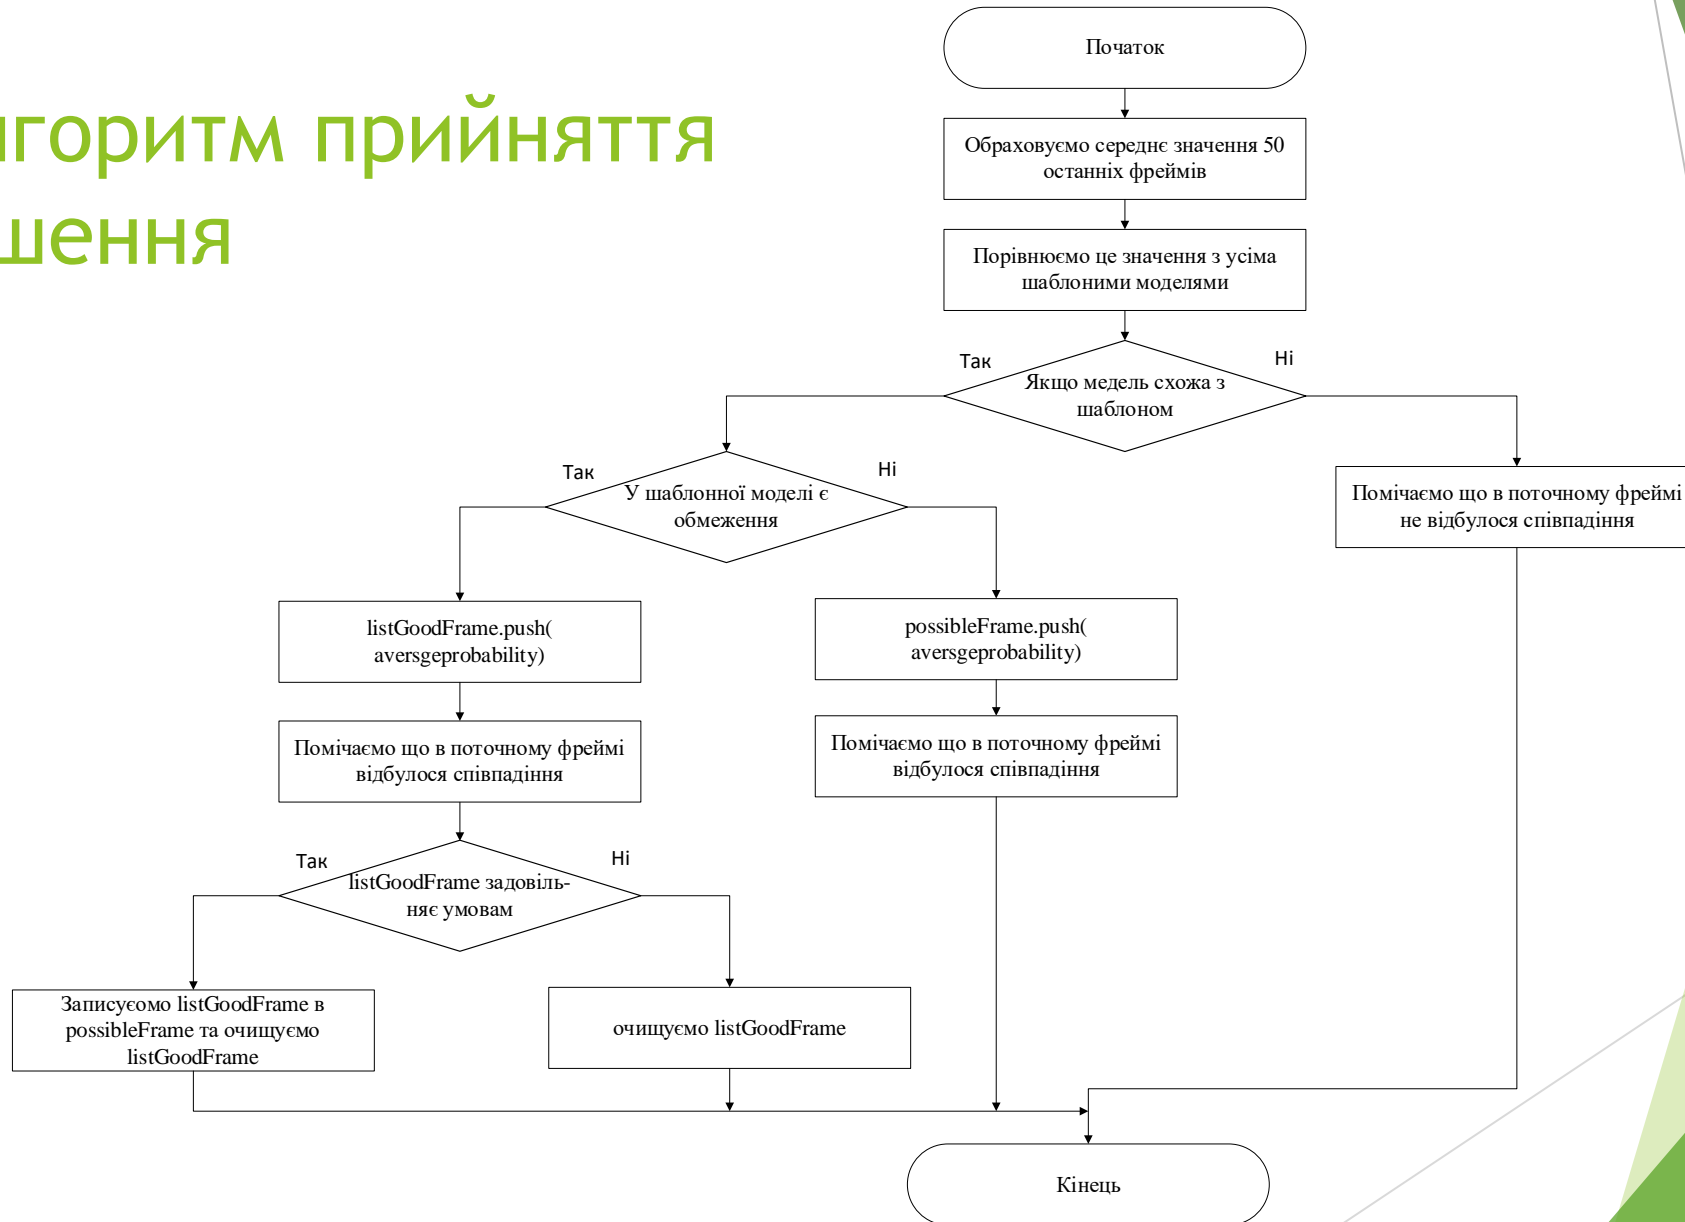 лгоритм прийняття
шення
Початок
Обраховуємо середнє значення 50
останніх фреймів
Порівнюємо це значення з усіма
шаблоними моделями
Так
Ні
Якщо медель схожа з
шаблоном
Так
Ні
У шаблонної моделі є
обмеження
Помічаємо що в поточному фреймі
не відбулося співпадіння
listGoodFrame.push(
aversgeprobability)
possibleFrame.push(
aversgeprobability)
Помічаємо що в поточному фреймі
відбулося співпадіння
Помічаємо що в поточному фреймі
відбулося співпадіння
Так
Ні
listGoodFrame задовіль-
няє умовам
Записуєомо listGoodFrame в
possibleFrame та очищуємо
listGoodFrame
очищуємо listGoodFrame
Кінець